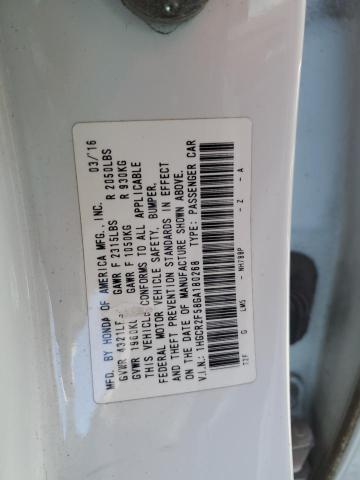 MFD. BY HONDA OF AMERICA MFG., INC. 03/16
GVWR 4321LBS GAWR F 2315LBS R 2050LBS
GVWR 1960KG GAWR F 1050KG R 930KG
THIS VEHICLE CONFORMS TO ALL APPLICABLE
FEDERAL MOTOR VEHICLE SAFETY, BUMPER,
AND THEFT PREVENTION STANDARDS IN EFFECT
ON THE DATE OF MANUFACTURE SHOWN ABOVE.
V.I.N.: 1HGCR2F58GA180268 TYPE: PASSENGER CAR
T2F G LM5 - NH788P - Z - A